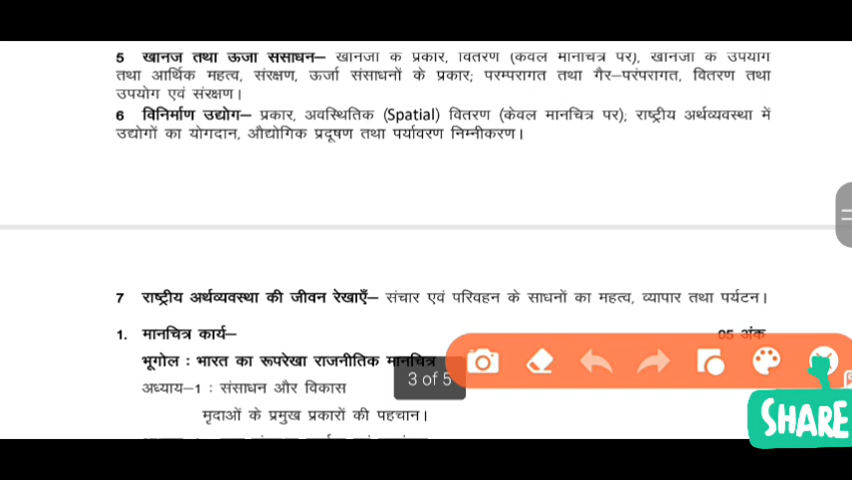 5 खनिज तथा ऊर्जा संसाधन– खनिजों के प्रकार, वितरण (केवल मानचित्र पर), खनिजों के उपयोग
तथा आर्थिक महत्व, संरक्षण, ऊर्जा संसाधनों के प्रकार; परम्परागत तथा गैर–परंपरागत, वितरण तथा
उपयोग एवं संरक्षण।
6 विनिर्माण उद्योग– प्रकार, अवस्थितिक (Spatial) वितरण (केवल मानचित्र पर); राष्ट्रीय अर्थव्यवस्था में
उद्योगों का योगदान, औद्योगिक प्रदूषण तथा पर्यावरण निम्नीकरण।
7 राष्ट्रीय अर्थव्यवस्था की जीवन रेखाएँ– संचार एवं परिवहन के साधनों का महत्व, व्यापार तथा पर्यटन।
1. मानचित्र कार्य– 05 अंक
भूगोल : भारत का रूपरेखा राजनीतिक मानचित्र
3 of 5
अध्याय–1 : संसाधन और विकास
मृदाओं के प्रमुख प्रकारों की पहचान।
SHARE